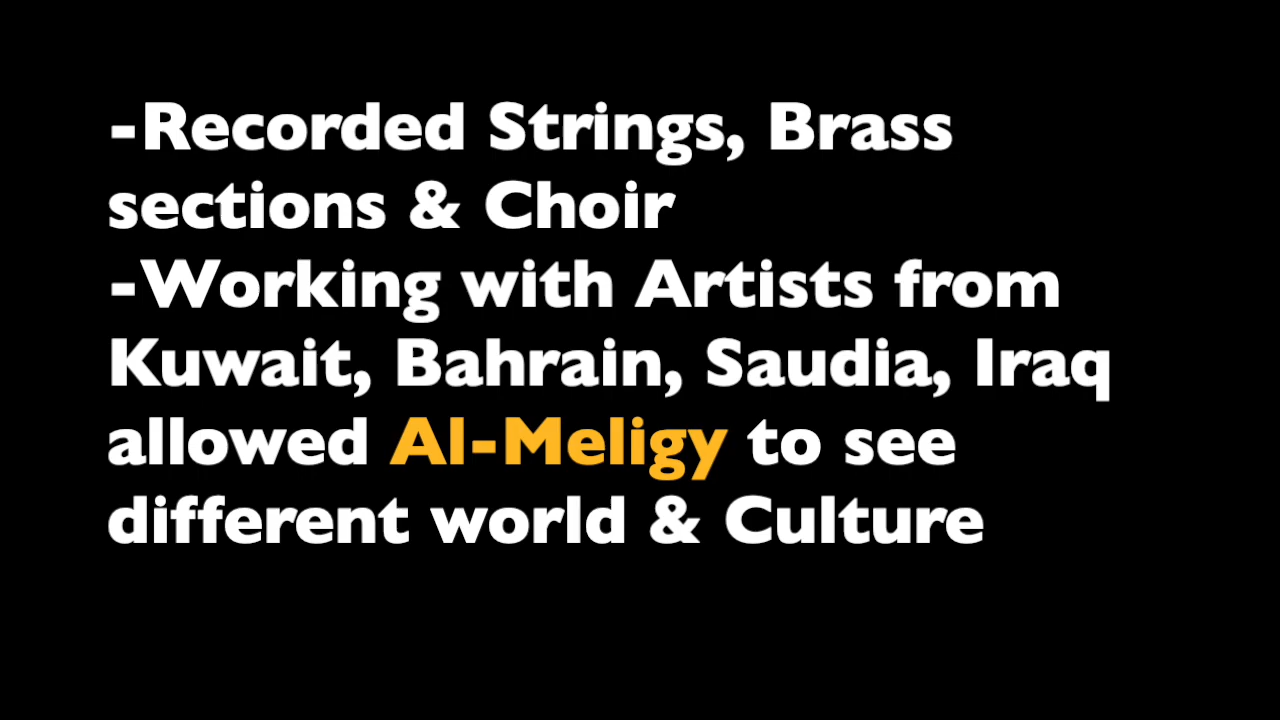 -Recorded Strings, Brass
sections & Choir
-Working with Artists from
Kuwait, Bahrain, Saudia, Iraq
allowed Al-Meligy to see
different world & Culture